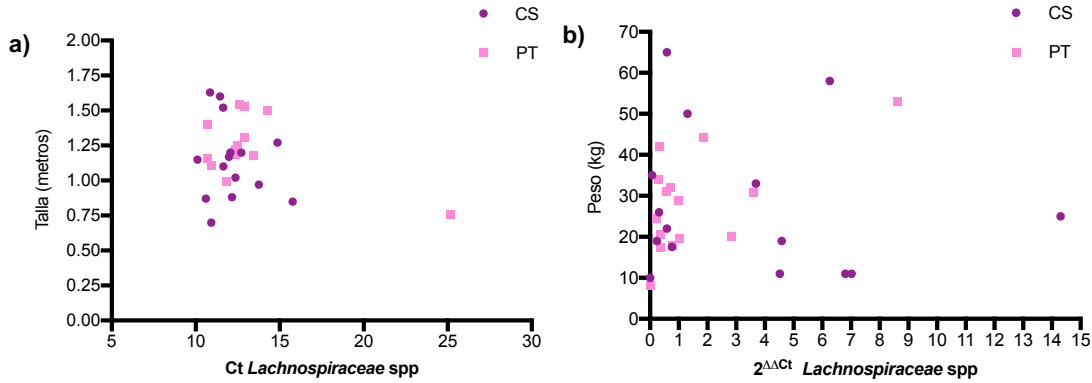 a)
CS
PT
Talla (metros)
2.00
1.75
1.50
1.25
1.00
0.75
0.50
0.25
0.00
5 10 15 20 25 30
Ct Lachnospiraceae spp
b)
CS
PT
Peso (kg)
70
60
50
40
30
20
10
0
0 1 2 3 4 5 6 7 8 9 10 11 12 13 14 15
2ΔΔCt Lachnospiraceae spp